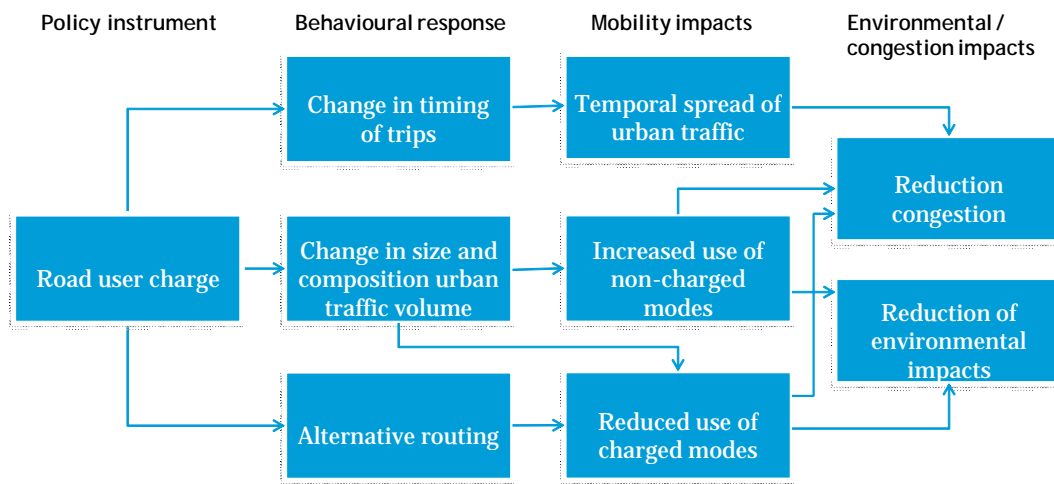 Policy instrument
Behavioural response
Mobility impacts
Environmental /
congestion impacts
Change in timing
of trips
Temporal spread of
urban traffic
Reduction
congestion
Road user charge
Change in size and
composition urban
traffic volume
Increased use of
non-charged
modes
Reduction of
environmental
impacts
Alternative routing
Reduced use of
charged modes